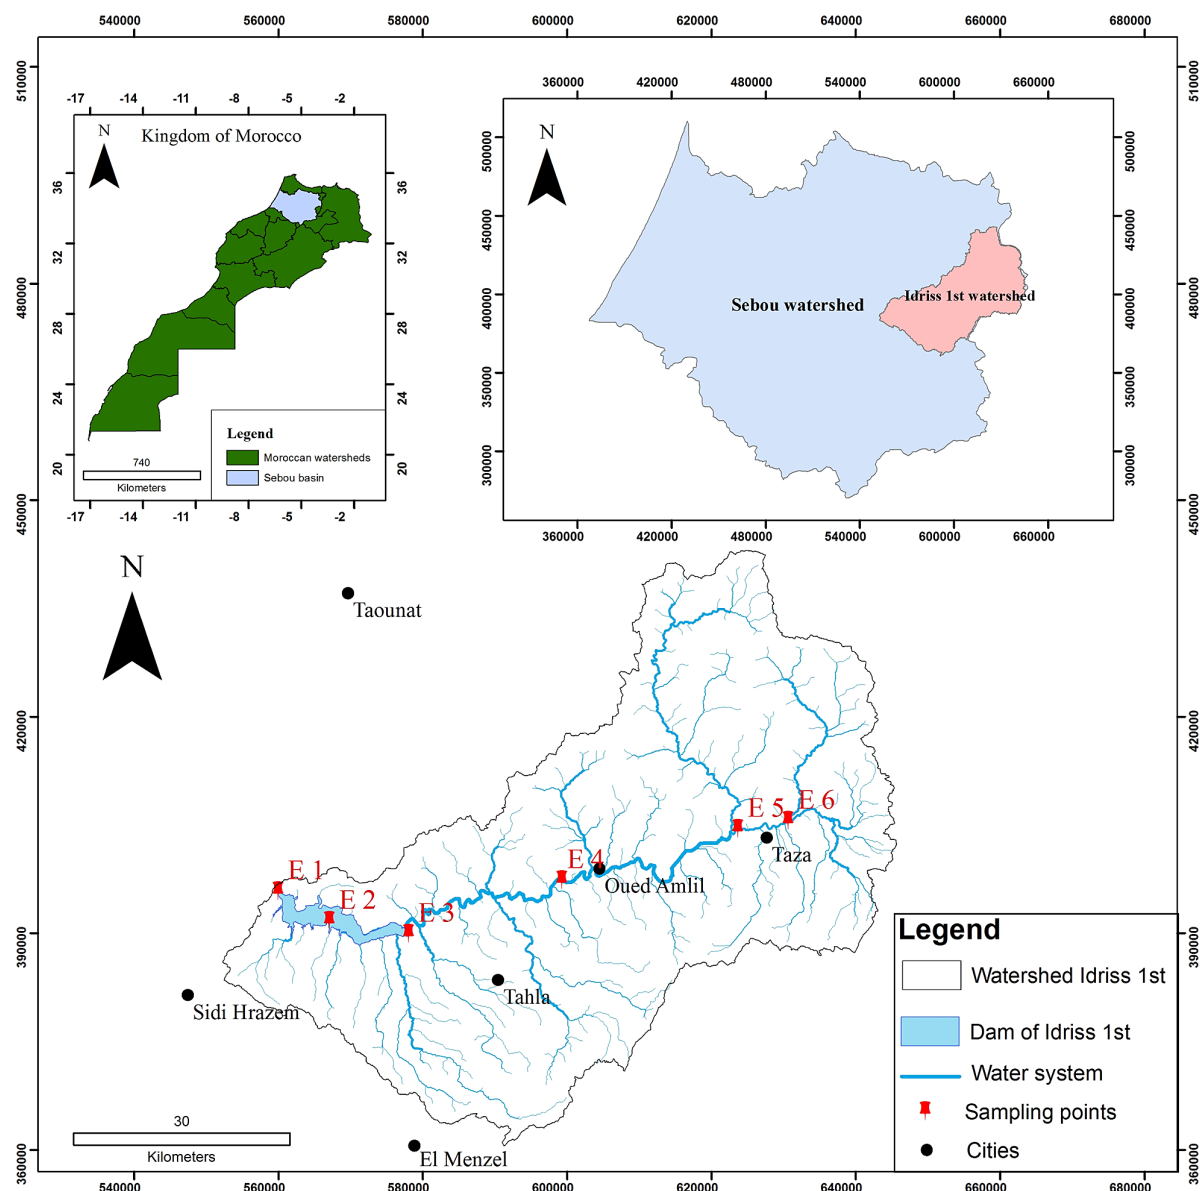 540000 560000 580000 600000 620000 640000 660000 680000
510000
480000
450000
420000
390000
360000
510000
480000
450000
420000
390000
360000
-17 -14 -11 -8 -5 -2
Kingdom of Morocco
N
36
32
28
24
20
36
32
28
24
20
Legend
Moroccan watersheds
Sebou basin
740
Kilometers
-17 -14 -11 -8 -5 -2
360000 420000 480000 540000 600000 660000
N
500000
450000
400000
350000
300000
500000
450000
400000
350000
300000
Sebou watershed
Idriss 1st watershed
360000 420000 480000 540000 600000 660000
N
Taounat
E 1
E 2
E 3
E 4
E 5
E 6
Taza
Oued Amlil
Tahla
Sidi Hrazem
El Menzel
30
Kilometers
Legend
Watershed Idriss 1st
Dam of Idriss 1st
Water system
Sampling points
Cities
540000 560000 580000 600000 620000 640000 660000 680000